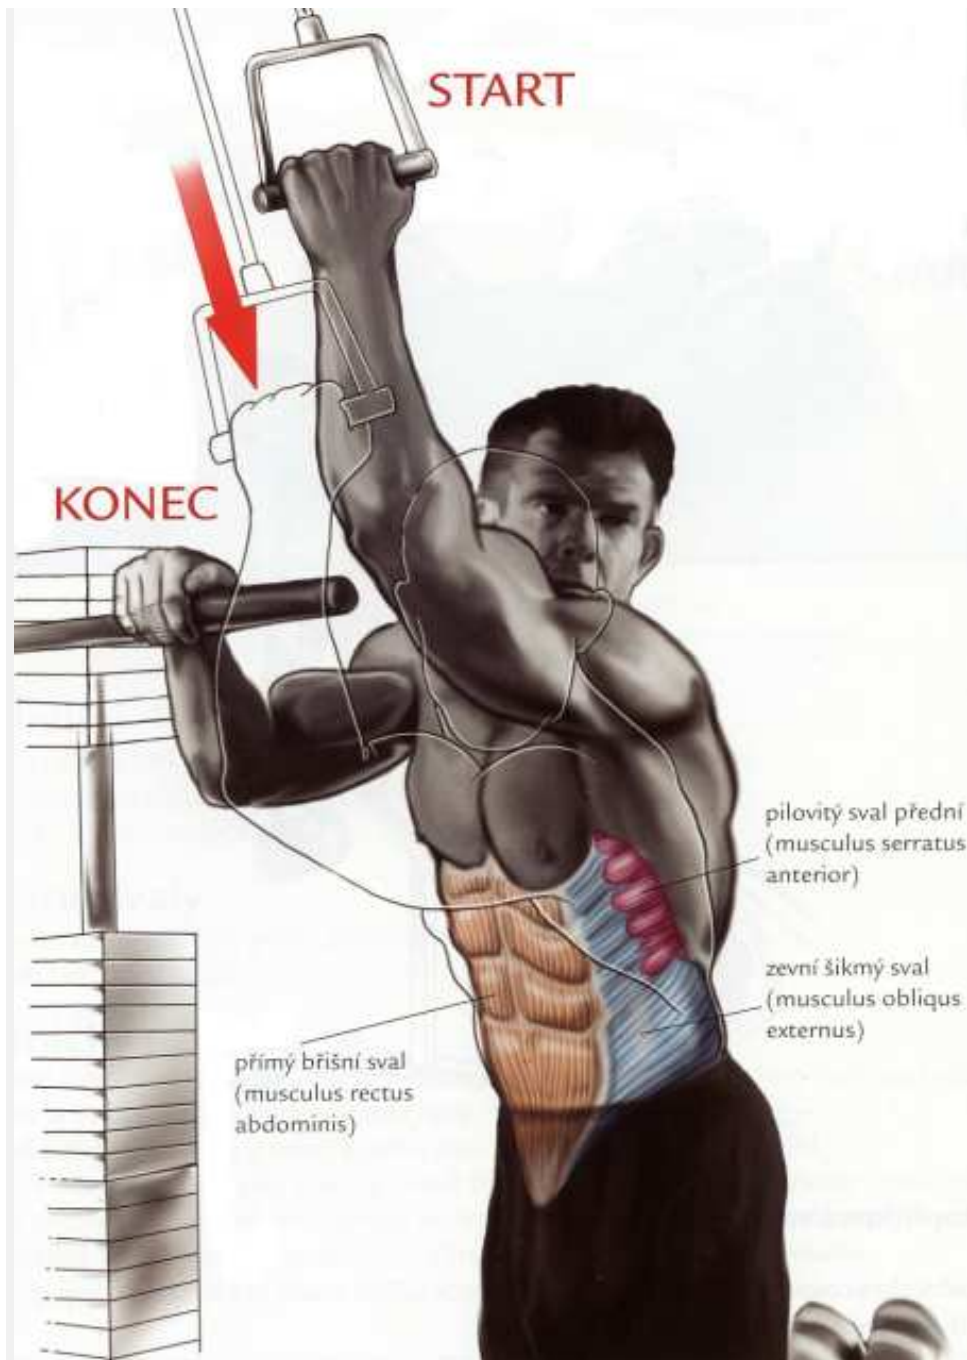 START
KONEC
pilovitý sval přední
(musculus serratus
anterior)
zevní šikmý sval
(musculus obliqus
externus)
přímý břišní sval
(musculus rectus
abdominis)